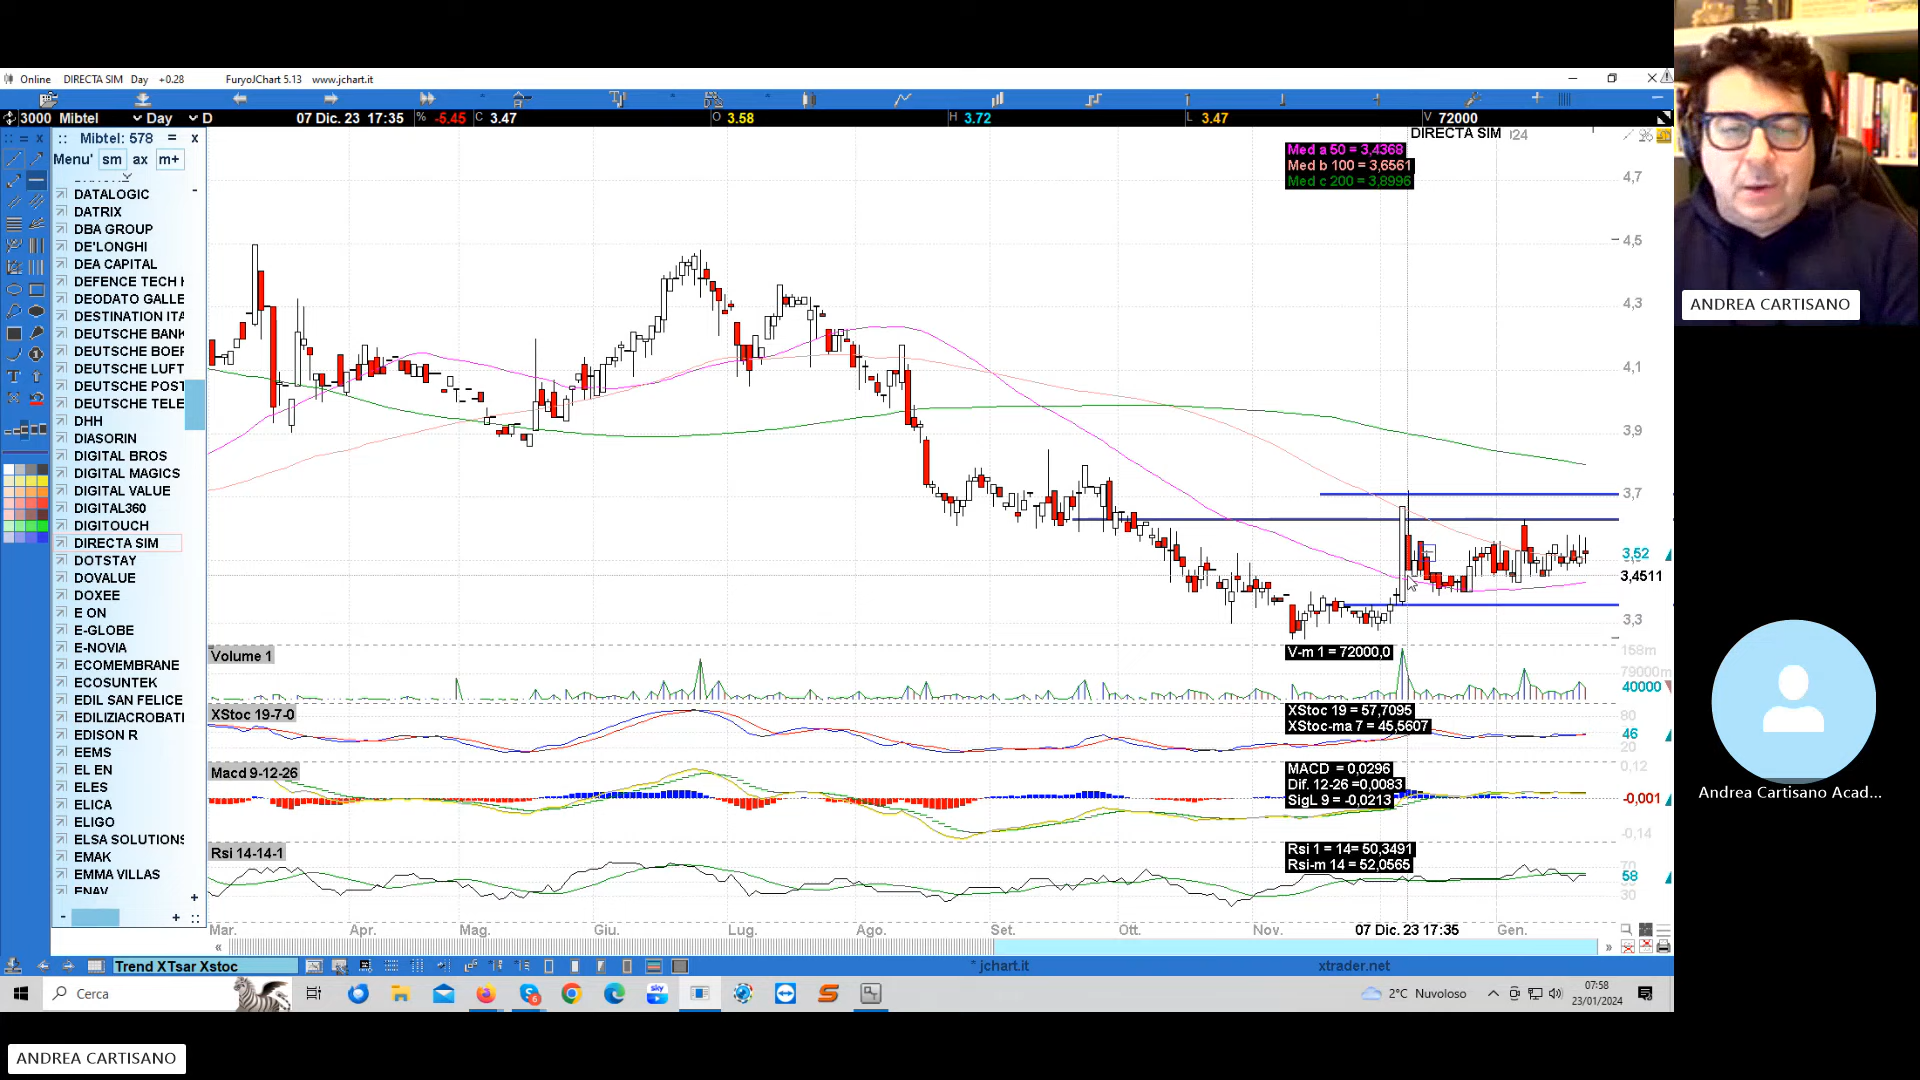 Online DIRECTA SIM Day +0.28 FuryoJChart 5.13 www.jchart.it
3000 Mibtel Day D 07 Dic. 23 17:35 % -5.45 C 3.47 O 3.58 H 3.72 L 3.47 V 72000
Mibtel: 578 = x
Menu' sm ax m+
DATALOGIC
DATRIX
DBA GROUP
DE'LONGHI
DEA CAPITAL
DEFENCE TECH H
DEODATO GALLE
DESTINATION ITA
DEUTSCHE BANK
DEUTSCHE BOER
DEUTSCHE LUFT
DEUTSCHE POST
DEUTSCHE TELE
DHH
DIASORIN
DIGITAL BROS
DIGITAL MAGICS
DIGITAL VALUE
DIGITAL360
DIGITOUCH
DIRECTA SIM
DOTSTAY
DOVALUE
DOXEE
E ON
E-GLOBE
E-NOVIA
ECOMEMBRANE
ECOSUNTEK
EDIL SAN FELICE
EDILIZIACROBATI
EDISON R
EEMS
EL EN
ELES
ELICA
ELIGO
ELSA SOLUTIONS
EMAK
EMMA VILLAS
ENAV
DIRECTA SIM
Med a 50 = 3,4368
Med b 100 = 3,6561
Med c 200 = 3,8996
4,7
4,5
4,3
4,1
3,9
3,7
3,52
3,4511
3,3
Volume 1
V-m 1 = 72000,0
158m
79000m
40000
XStoc 19-7-0
XStoc 19 = 57,7095
XStoc-ma 7 = 45,5607
80
46
20
Macd 9-12-26
MACD = 0,0296
Dif. 12-26 =0,0083
SigL 9 = -0,0213
0.12
-0,001
-0.14
Rsi 14-14-1
Rsi 1 = 14= 50,3491
Rsi-m 14 = 52,0565
70
58
30
Mar. Apr. Mag. Giu. Lug. Ago. Set. Ott. Nov. 07 Dic. 23 17:35 Gen.
Trend XTsar Xstoc
* jchart.it
xtrader.net
Cerca
sky
2°C Nuvoloso
07:58
23/01/2024
ANDREA CARTISANO
Andrea Cartisano Acad...
ANDREA CARTISANO